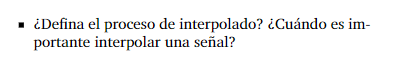 ▪ ¿Defina el proceso de interpolado? ¿Cuándo es im-
portante interpolar una señal?